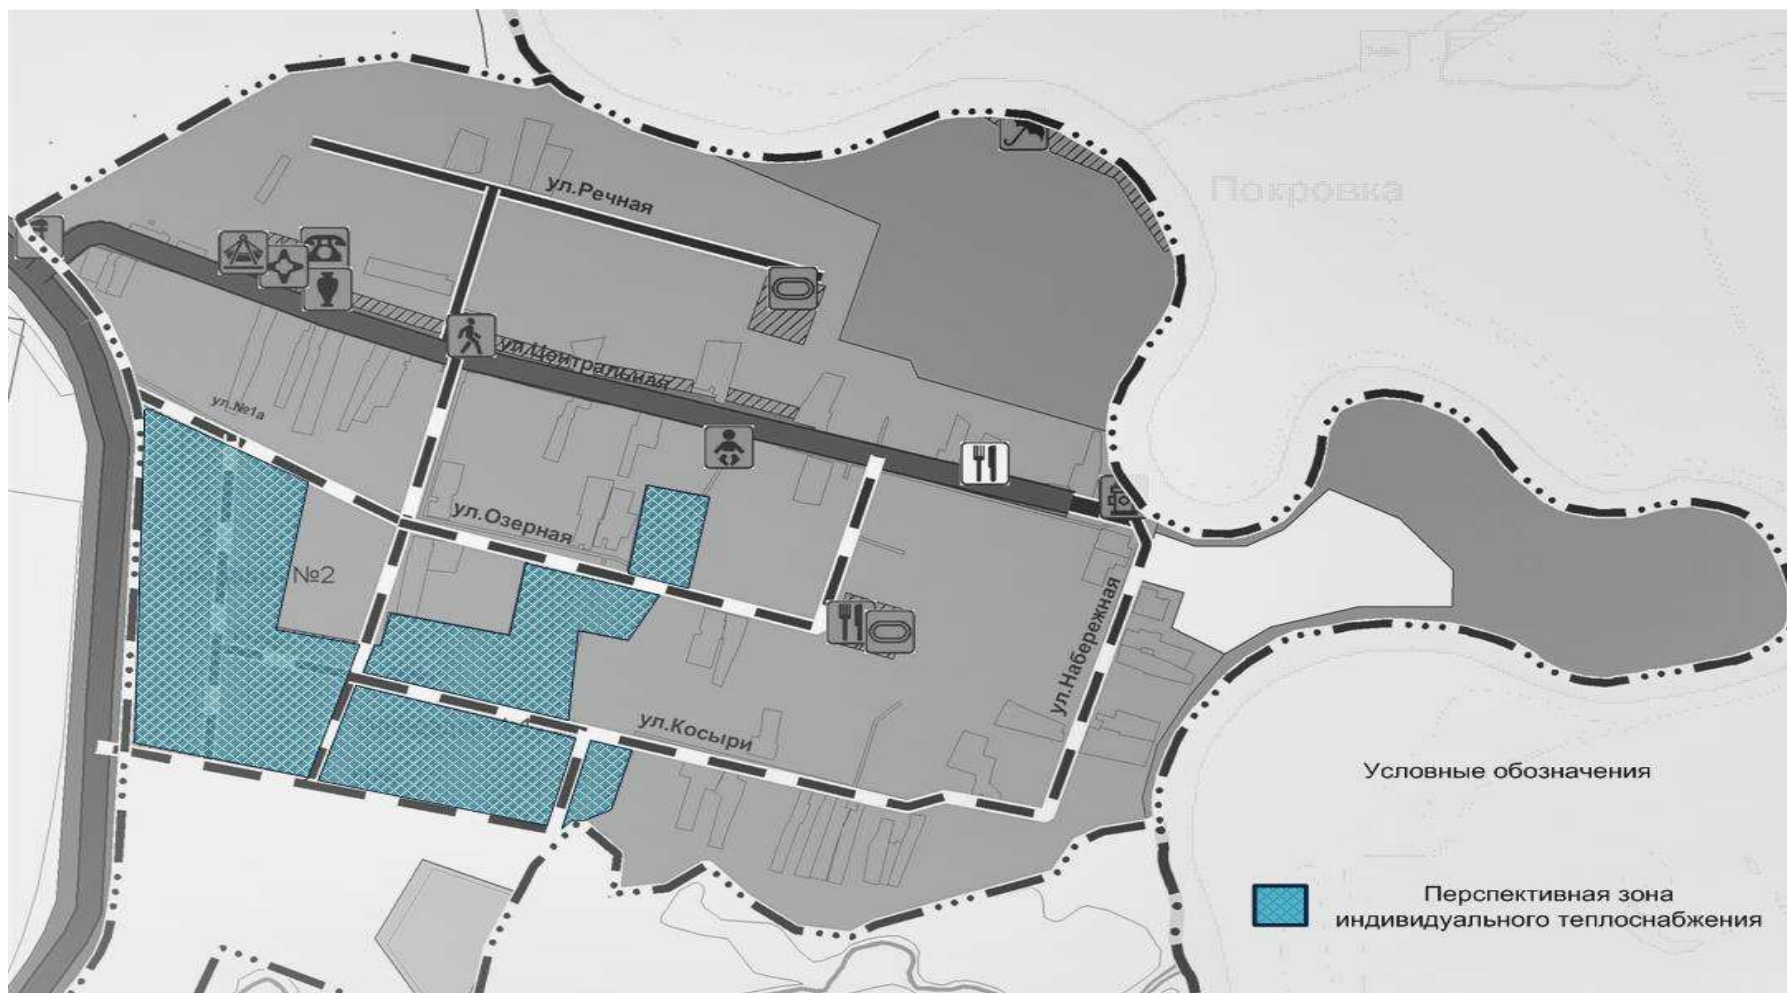 Покровка
ул.Речная
ул.Центральная
ул.№1а
ул.Озерная
№2
ул.Набережная
ул.Косыри
Условные обозначения
Перспективная зона
индивидуального теплоснабжения